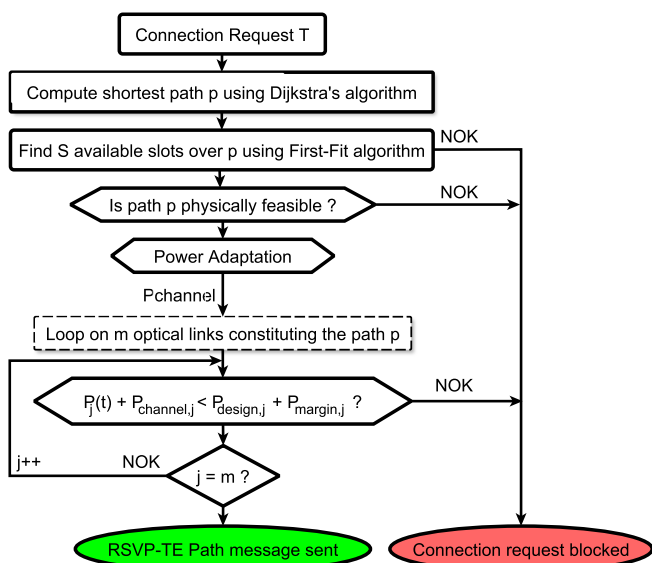 Connection Request T
Compute shortest path p using Dijkstra's algorithm
NOK
Find S available slots over p using First-Fit algorithm
NOK
Is path p physically feasible ?
Power Adaptation
Pchannel
Loop on m optical links constituting the path p
NOK
Pj(t) + Pchannel,j < Pdesign,j + Pmargin,j ?
j++
NOK
j = m ?
RSVP-TE Path message sent
Connection request blocked